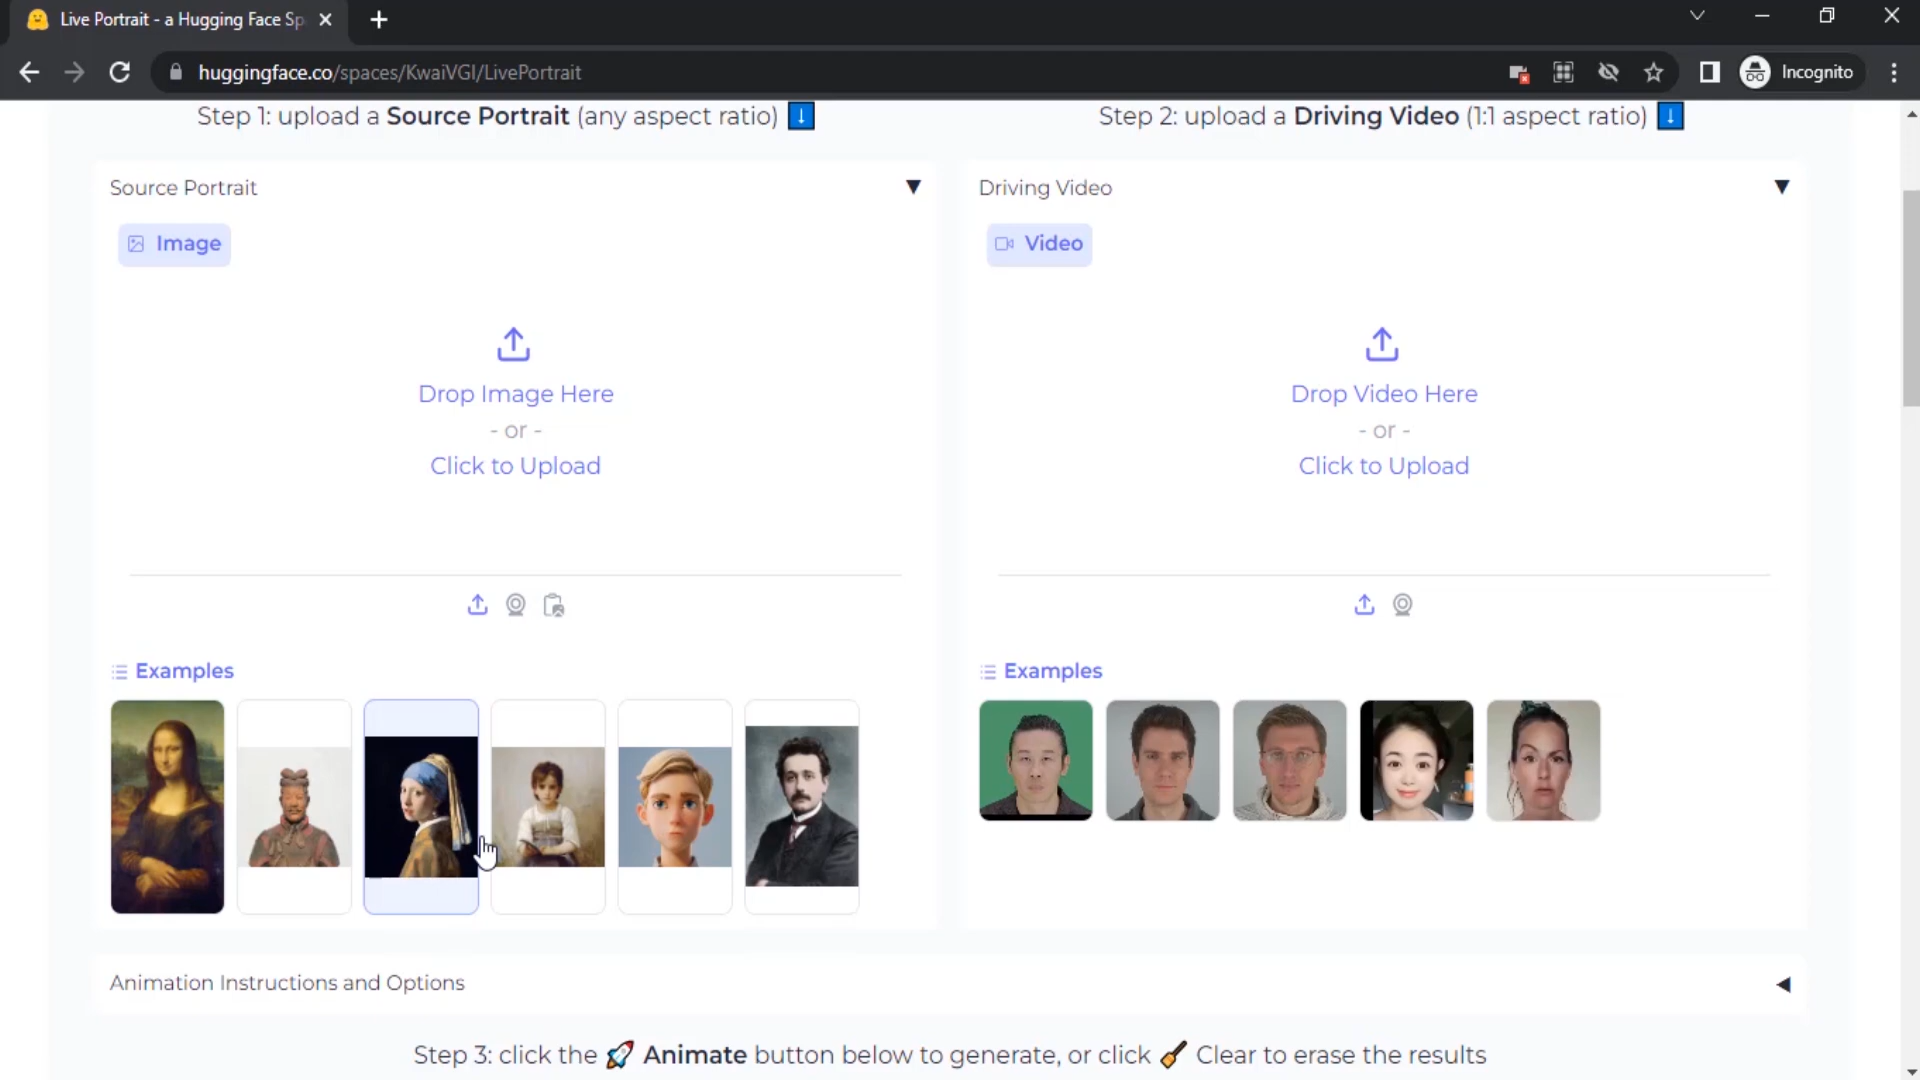 Live Portrait - a Hugging Face Sp
huggingface.co/spaces/KwaiVGI/LivePortrait
Incognito
Step 1: upload a Source Portrait (any aspect ratio)
Step 2: upload a Driving Video (1:1 aspect ratio)
Source Portrait
Driving Video
Image
Video
Drop Image Here
- or -
Click to Upload
Drop Video Here
- or -
Click to Upload
Examples
Examples
Animation Instructions and Options
Step 3: click the 🚀 Animate button below to generate, or click 🧹 Clear to erase the results